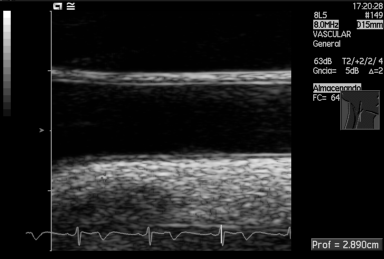 17:20:28
8L5 #149
8.0MHz D15mm
VASCULAR
General
63dB T2/+2/2/ 4
Gncia= 5dB Δ=2
Almacenando
FC= 64
Prof = 2.890cm